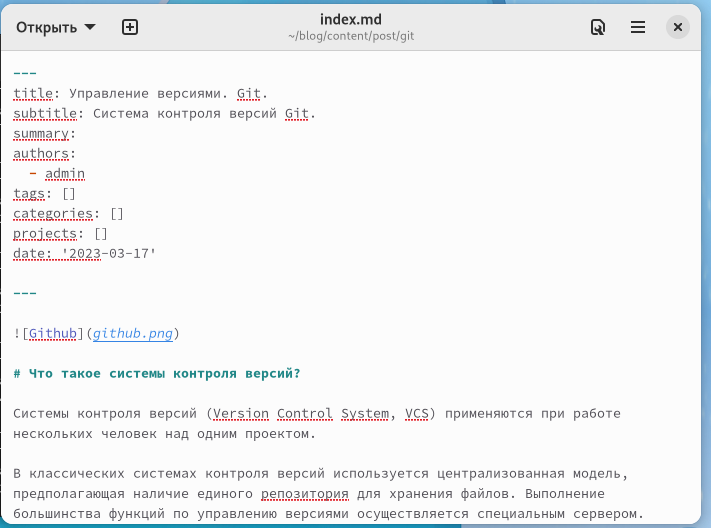 Открыть
index.md
~/blog/content/post/git
---
title: Управление версиями. Git.
subtitle: Система контроля версий Git.
summary:
authors:
  - admin
tags: []
categories: []
projects: []
date: '2023-03-17'
---
![Github](github.png)
# Что такое системы контроля версий?
Системы контроля версий (Version Control System, VCS) применяются при работе
нескольких человек над одним проектом.
В классических системах контроля версий используется централизованная модель,
предполагающая наличие единого репозитория для хранения файлов. Выполнение
большинства функций по управлению версиями осуществляется специальным сервером.